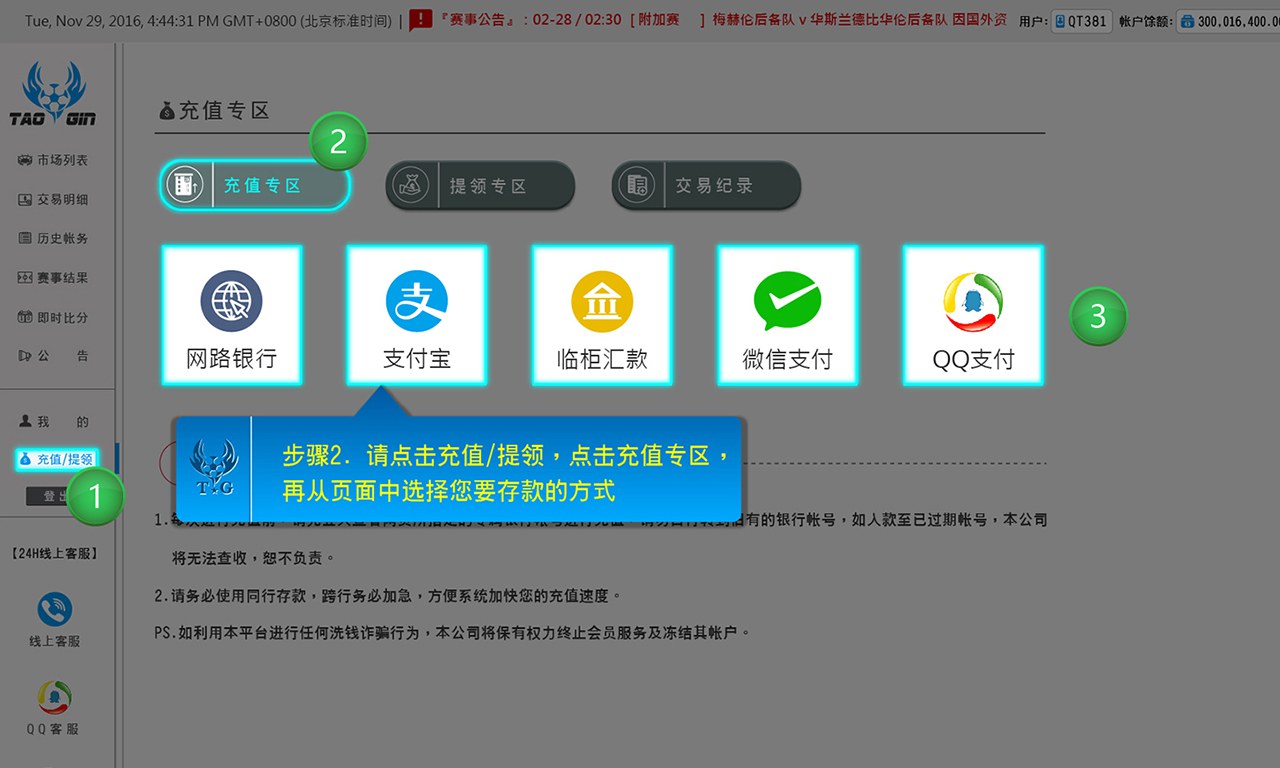 Tue, Nov 29, 2016, 4:44:31 PM GMT+0800 (北京标准时间) | 『赛事公告』 : 02-28 / 02:30 [ 附加赛 ] 梅赫伦后备队 v 华斯兰德比华伦后备队 因国外资 用户: QT381 帐户馀额: 300,016,400.0
TAO GIN
市场列表
交易明细
历史帐务
赛事结果
即时比分
公 告
我 的
充值/提领
登出
1
【24H线上客服】
线上客服
QQ客服
充值专区
2
充值专区
提领专区
交易纪录
网路银行
支付宝
临柜汇款
微信支付
QQ支付
3
T★G
步骤2. 请点击充值/提领，点击充值专区，
再从页面中选择您要存款的方式
有的银行帐号，如人款至已过期帐号，本公司
将无法查收，恕不负责。
2.请务必使用同行存款，跨行务必加急，方便系统加快您的充值速度。
PS.如利用本平台进行任何洗钱诈骗行为，本公司将保有权力终止会员服务及冻结其帐户。